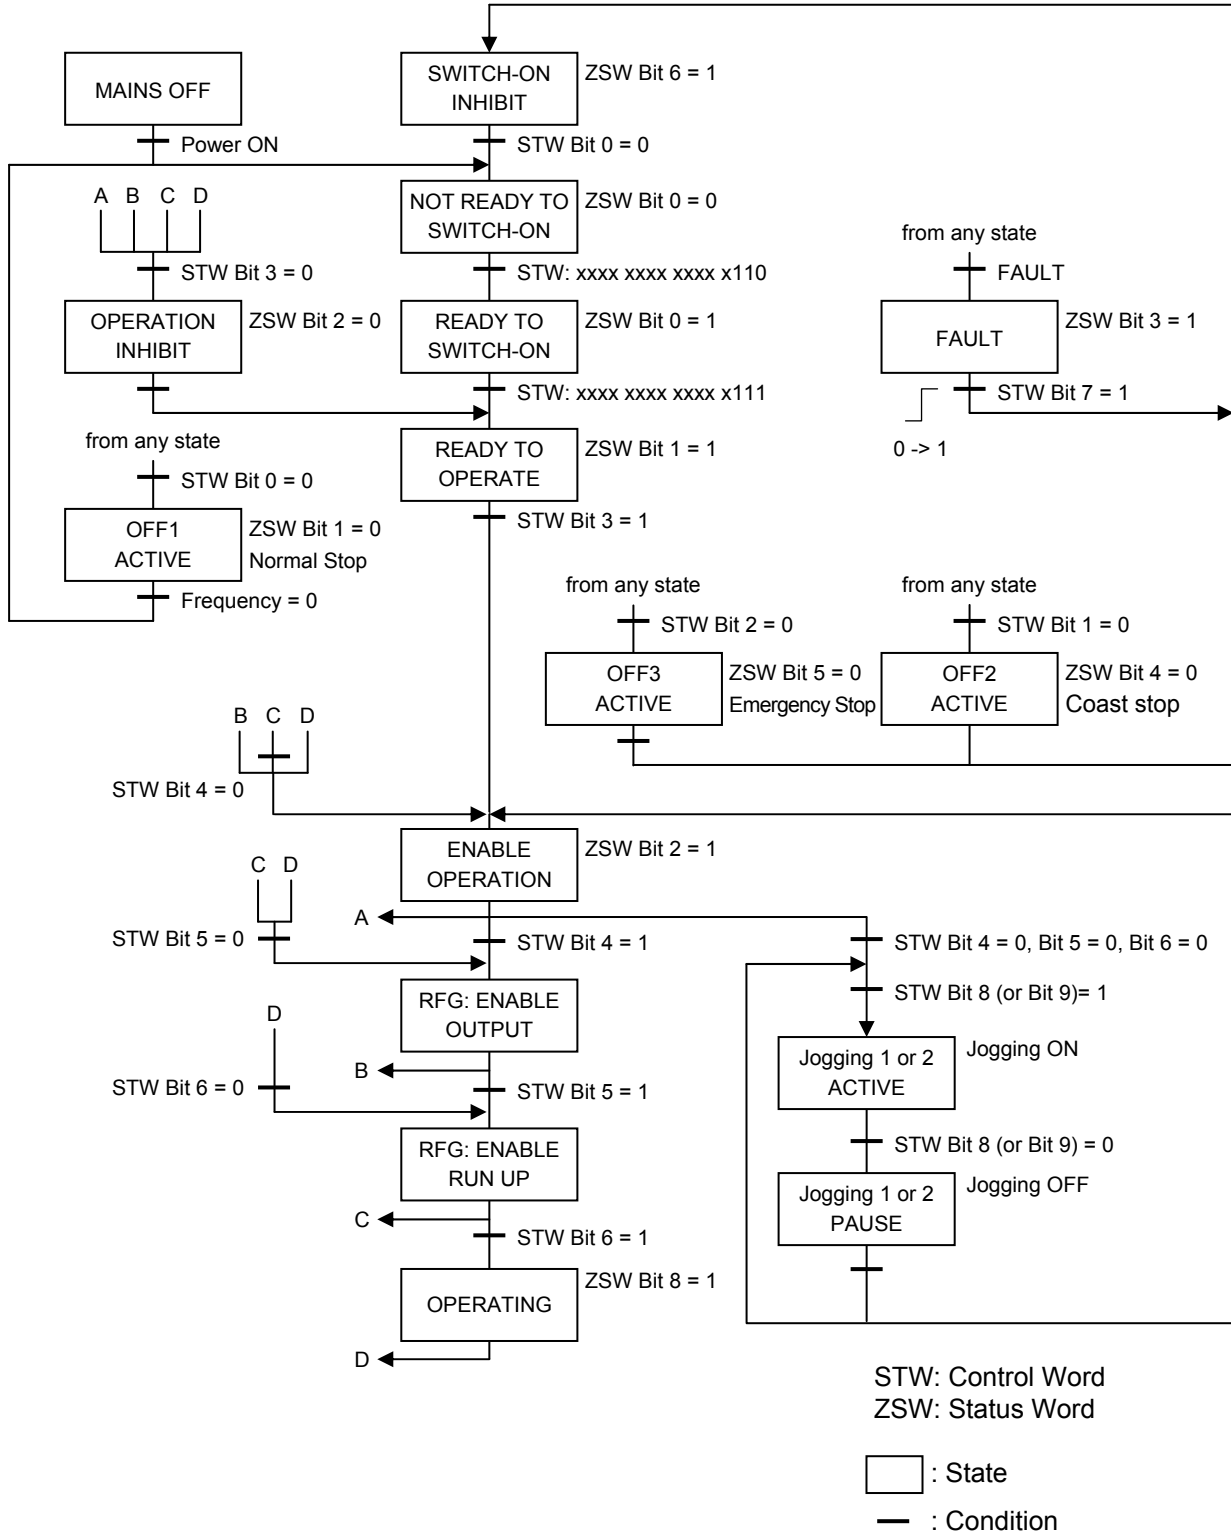 MAINS OFF
Power ON
SWITCH-ON
INHIBIT
ZSW Bit 6 = 1
STW Bit 0 = 0
NOT READY TO
SWITCH-ON
ZSW Bit 0 = 0
STW: xxxx xxxx xxxx x110
A B C D
STW Bit 3 = 0
OPERATION
INHIBIT
ZSW Bit 2 = 0
READY TO
SWITCH-ON
ZSW Bit 0 = 1
STW: xxxx xxxx xxxx x111
from any state
FAULT
FAULT
ZSW Bit 3 = 1
STW Bit 7 = 1
0 -> 1
from any state
STW Bit 0 = 0
OFF1
ACTIVE
ZSW Bit 1 = 0
Normal Stop
Frequency = 0
READY TO
OPERATE
ZSW Bit 1 = 1
STW Bit 3 = 1
from any state
STW Bit 2 = 0
OFF3
ACTIVE
ZSW Bit 5 = 0
Emergency Stop
from any state
STW Bit 1 = 0
OFF2
ACTIVE
ZSW Bit 4 = 0
Coast stop
B C D
STW Bit 4 = 0
ENABLE
OPERATION
ZSW Bit 2 = 1
A
STW Bit 4 = 1
C D
STW Bit 5 = 0
RFG: ENABLE
OUTPUT
B
STW Bit 5 = 1
D
STW Bit 6 = 0
RFG: ENABLE
RUN UP
C
STW Bit 6 = 1
OPERATING
ZSW Bit 8 = 1
D
STW Bit 4 = 0, Bit 5 = 0, Bit 6 = 0
STW Bit 8 (or Bit 9)= 1
Jogging 1 or 2
ACTIVE
Jogging ON
STW Bit 8 (or Bit 9) = 0
Jogging 1 or 2
PAUSE
Jogging OFF
STW: Control Word
ZSW: Status Word
: State
: Condition